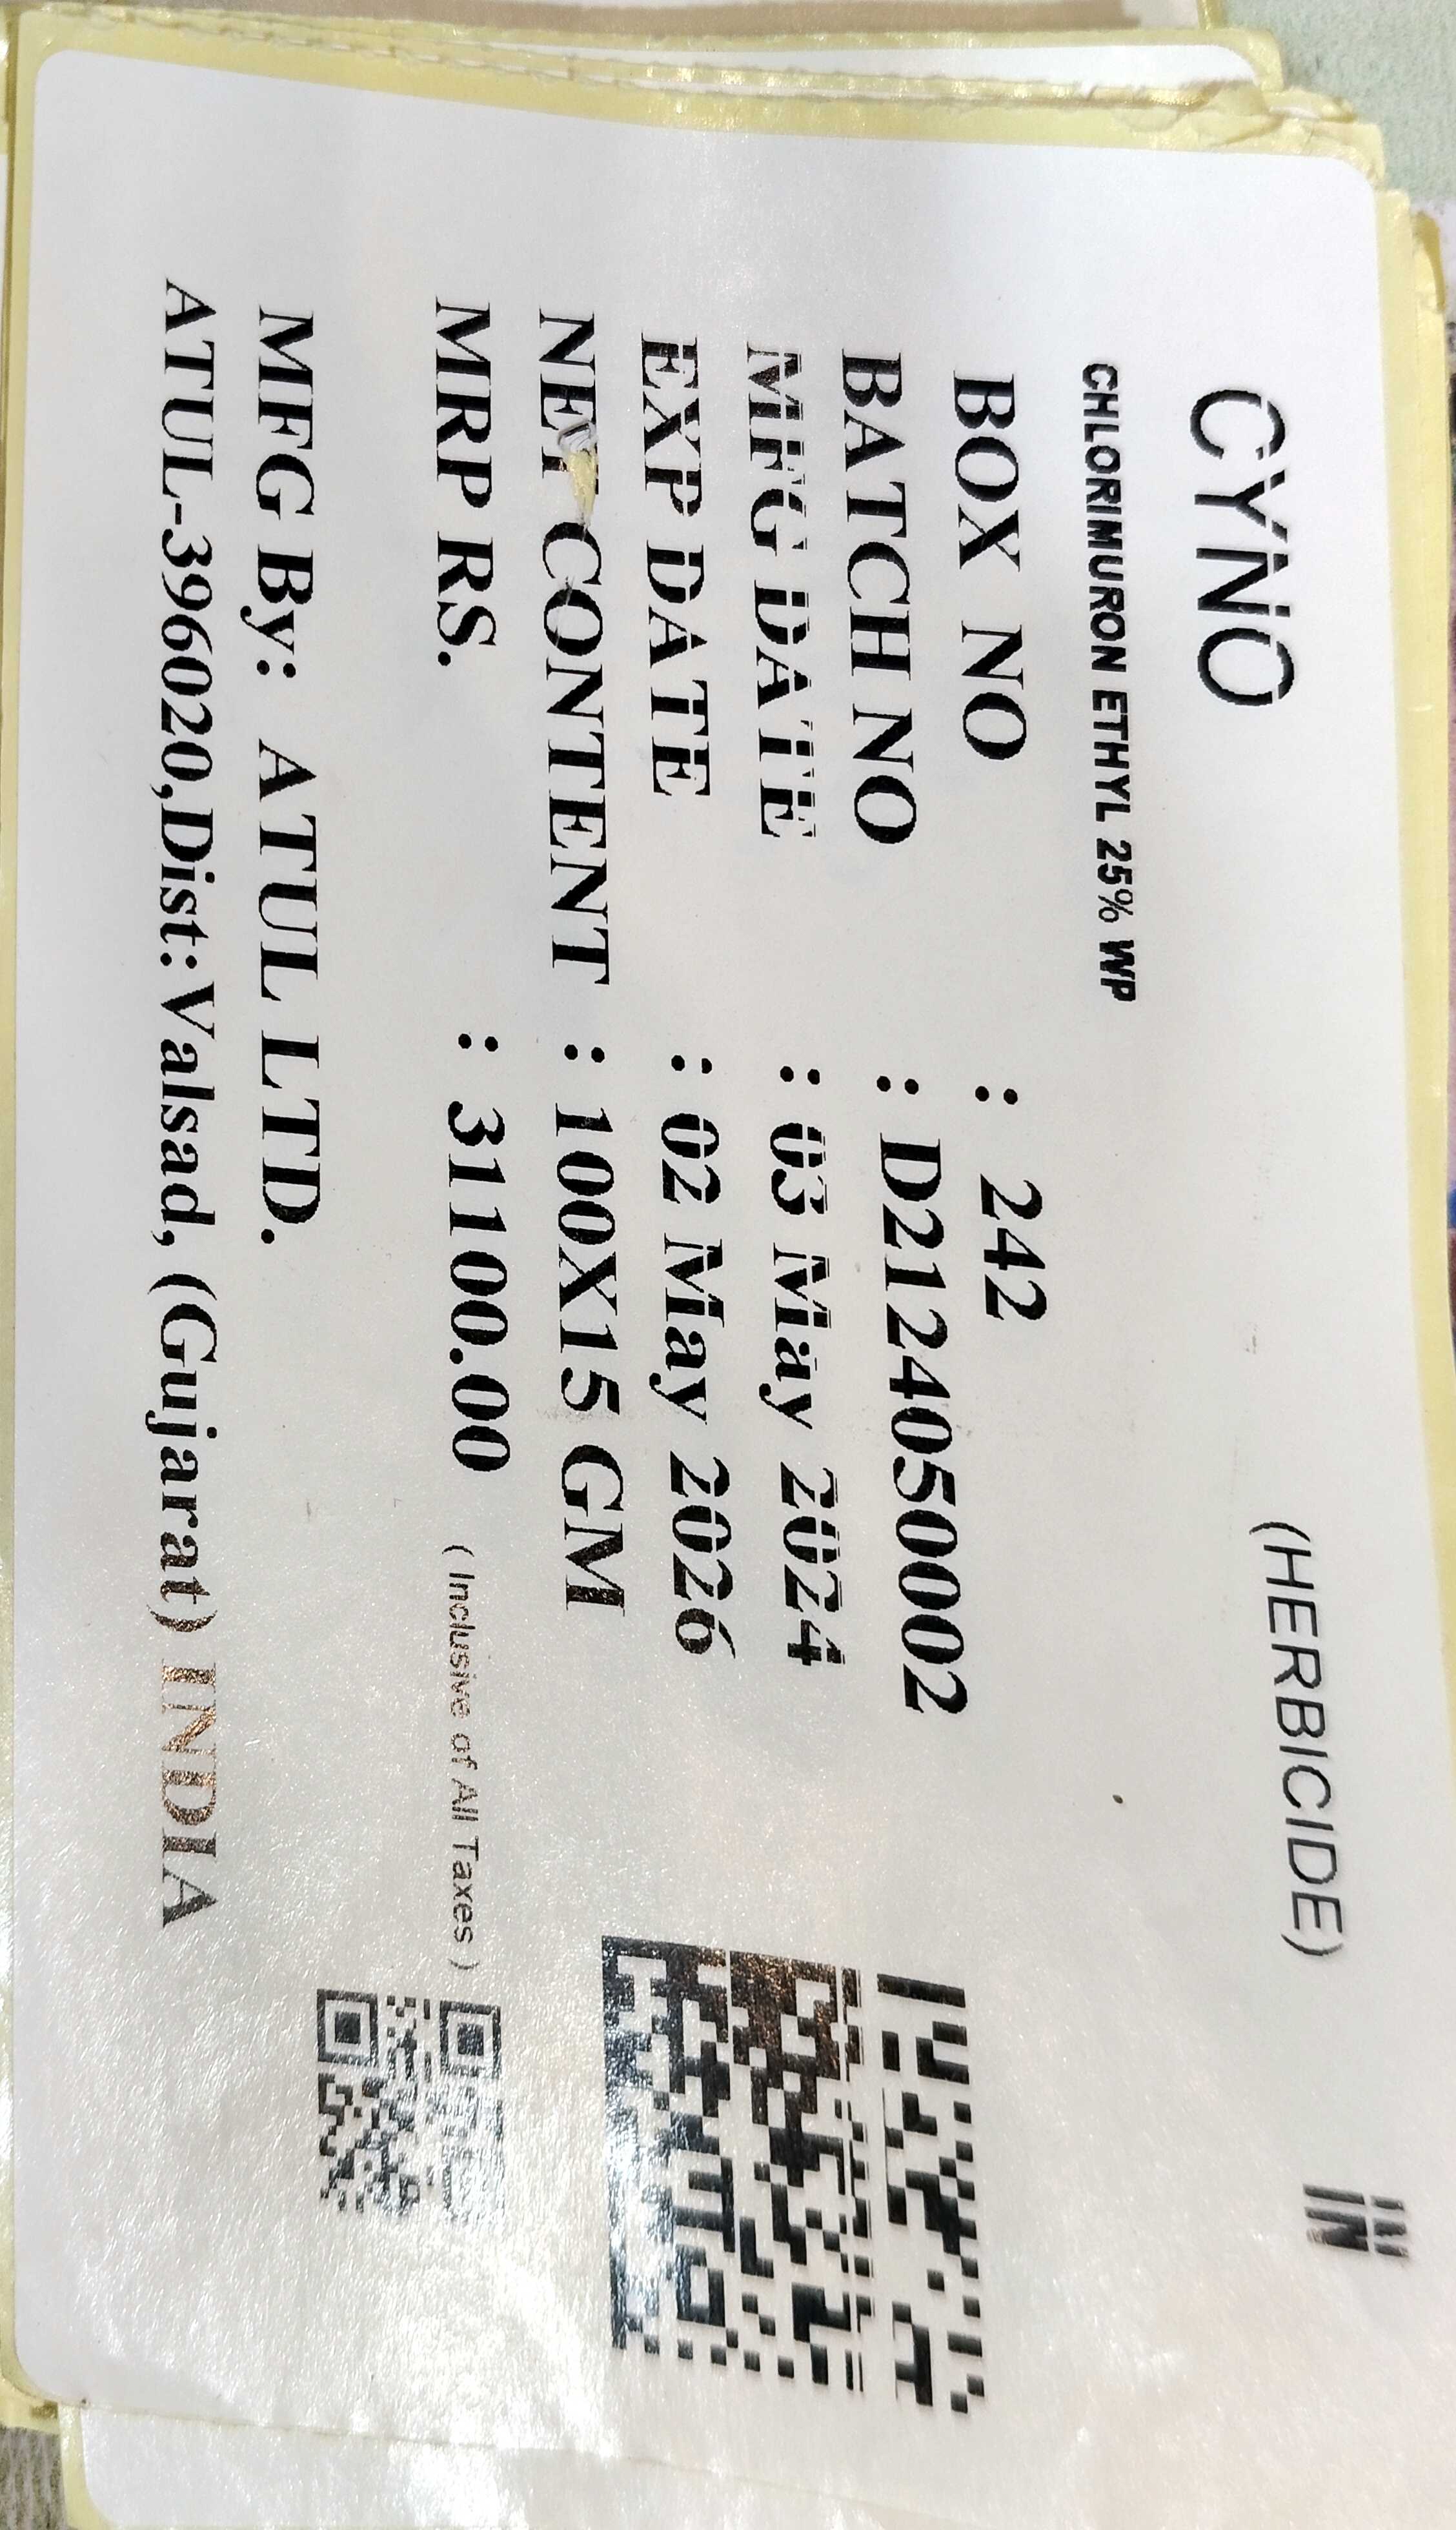 IN
CYNO (HERBICIDE)
CHLORIMURON ETHYL 25% WP
BOX NO : 242
BATCH NO : D212405002
MFG DATE : 03 May 2024
EXP DATE : 02 May 2026
NET CONTENT : 100X15 GM
MRP RS. : 31100.00 ( Inclusive of All Taxes )
MFG By: ATUL LTD.
ATUL-396020,Dist:Valsad, (Gujarat) INDIA